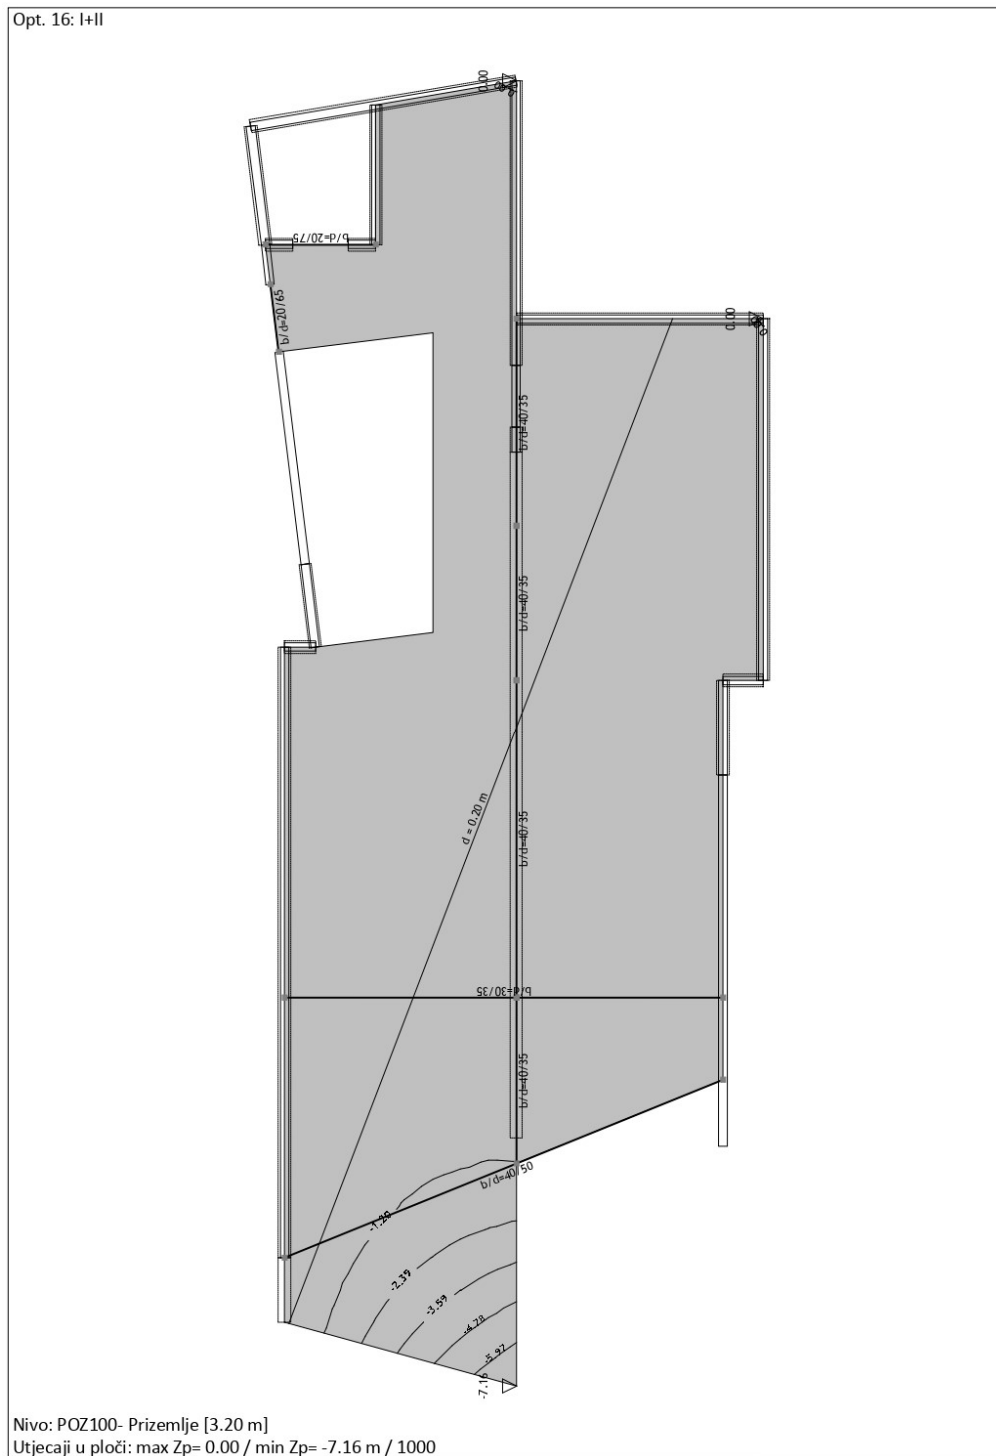 Opt. 16: I+II
0.00
b/d=20/75
b/d=20/65
0.00
b/d=40/35
b/d=40/35
d = 0.20 m
b/d=40/35
b/d=30/35
b/d=40/35
b/d=40/50
-1.20
-2.39
-3.59
-4.78
-5.97
-7.16
Nivo: POZ100- Prizemlje [3.20 m]
Utjecaji u ploči: max Zp= 0.00 / min Zp= -7.16 m / 1000